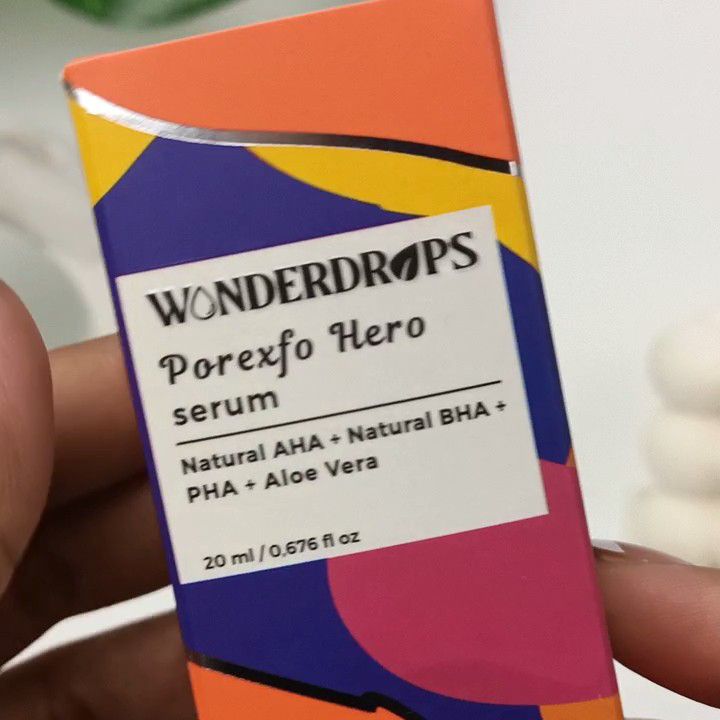 WONDERDROPS
Porexfo Hero
serum
Natural AHA + Natural BHA +
PHA + Aloe Vera
20 ml / 0,676 fl oz